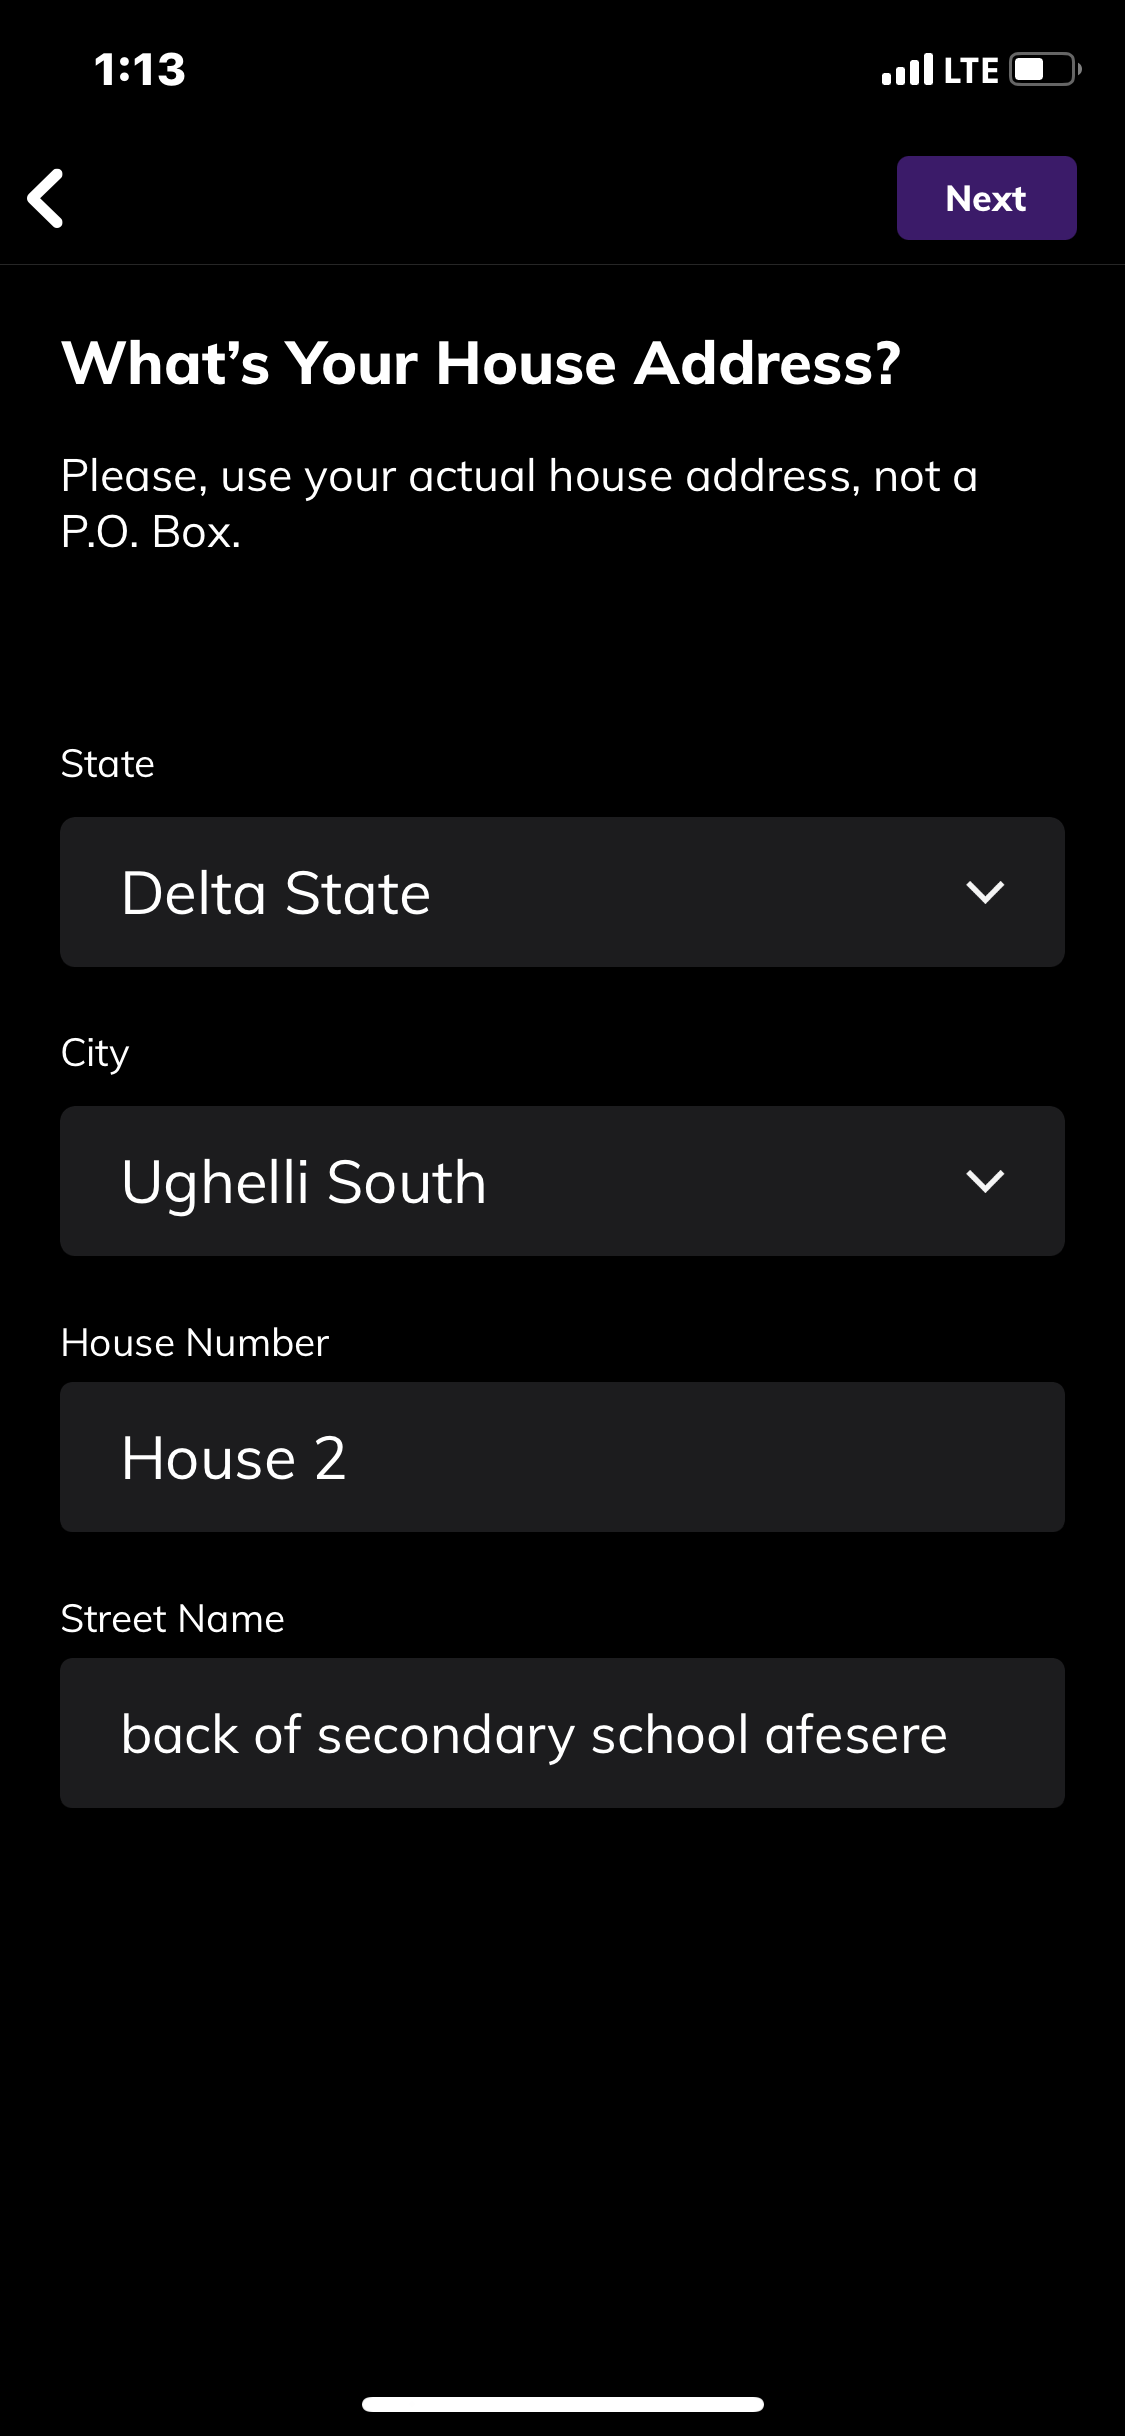 1:13
LTE
Next
What’s Your House Address?
Please, use your actual house address, not a
P.O. Box.
State
Delta State
City
Ughelli South
House Number
House 2
Street Name
back of secondary school afesere